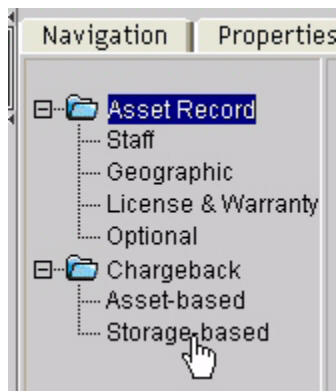 Navigation Properties
Asset Record
Staff
Geographic
License & Warranty
Optional
Chargeback
Asset-based
Storage-based